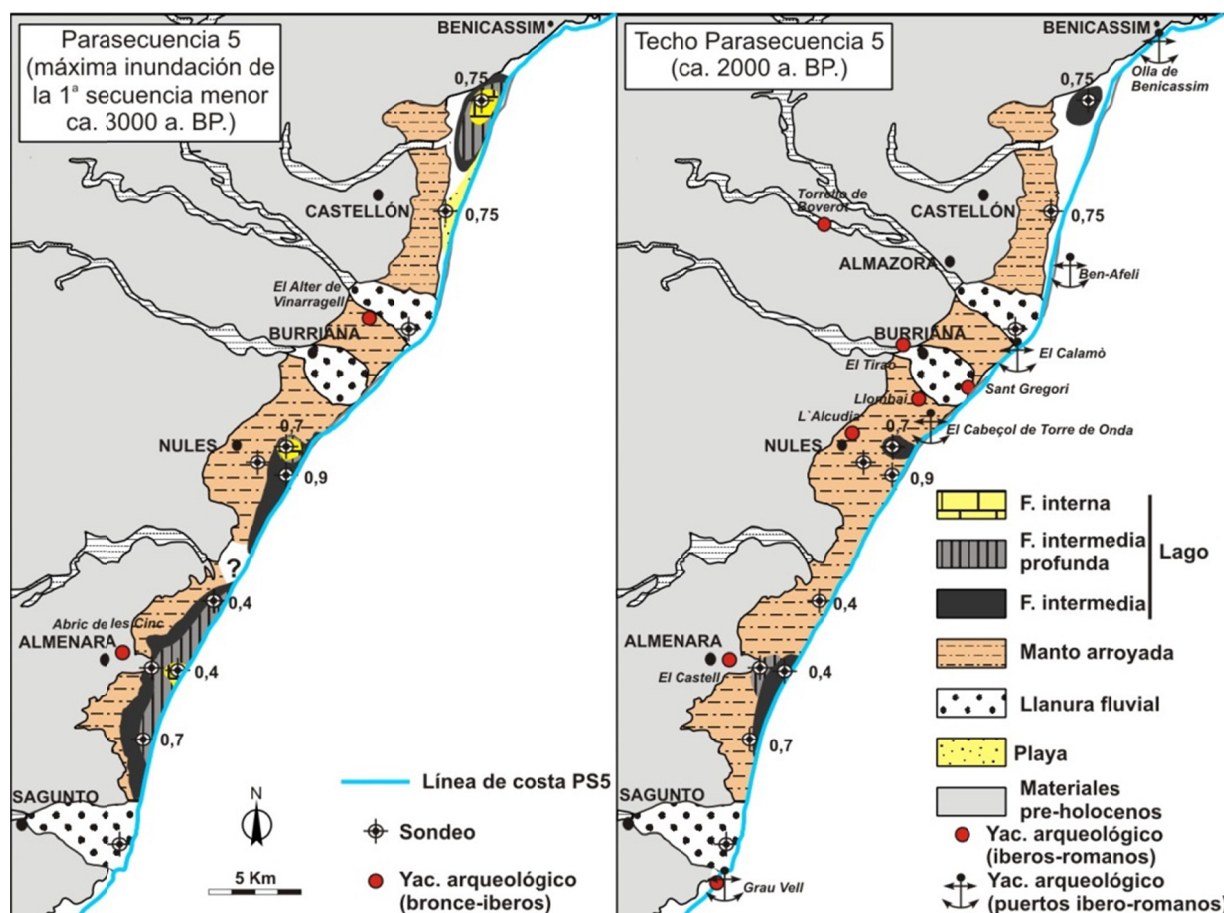 Parasecuencia 5
(máxima inundación de
la 1ª secuencia menor
ca. 3000 a. BP.)
BENICASSIM
0,75
CASTELLÓN
0,75
El Alter de
Vinarragell
BURRIANA
NULES
0,7
0,9
?
0,4
Abric de les Cinc
ALMENARA
0,4
0,7
SAGUNTO
N
5 Km
Línea de costa PS5
Sondeo
Yac. arqueológico
(bronce-iberos)
Techo Parasecuencia 5
(ca. 2000 a. BP.)
BENICASSIM
Olla de
Benicassim
0,75
Torrella de
Boverot
CASTELLÓN
0,75
ALMAZORA
Ben-Afeli
BURRIANA
El Calamò
El Tirao
Sant Gregori
Llombai
L`Alcudia
El Cabeçol de Torre de Onda
NULES
0,7
0,9
0,4
ALMENARA
El Castell
0,4
0,7
SAGUNTO
Grau Vell
F. interna
F. intermedia
profunda
Lago
F. intermedia
Manto arroyada
Llanura fluvial
Playa
Materiales
pre-holocenos
Yac. arqueológico
(iberos-romanos)
Yac. arqueológico
(puertos ibero-romanos)